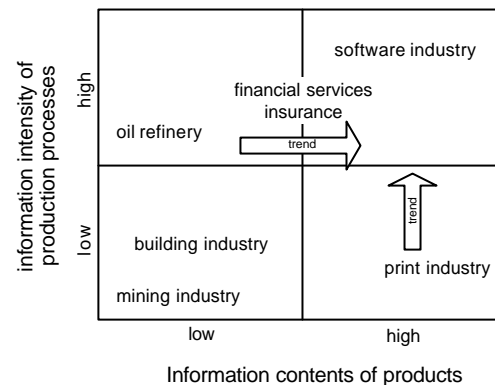 information intensity of
production processes
high
low
software industry
financial services
insurance
oil refinery
trend
trend
building industry
print industry
mining industry
low
high
Information contents of products